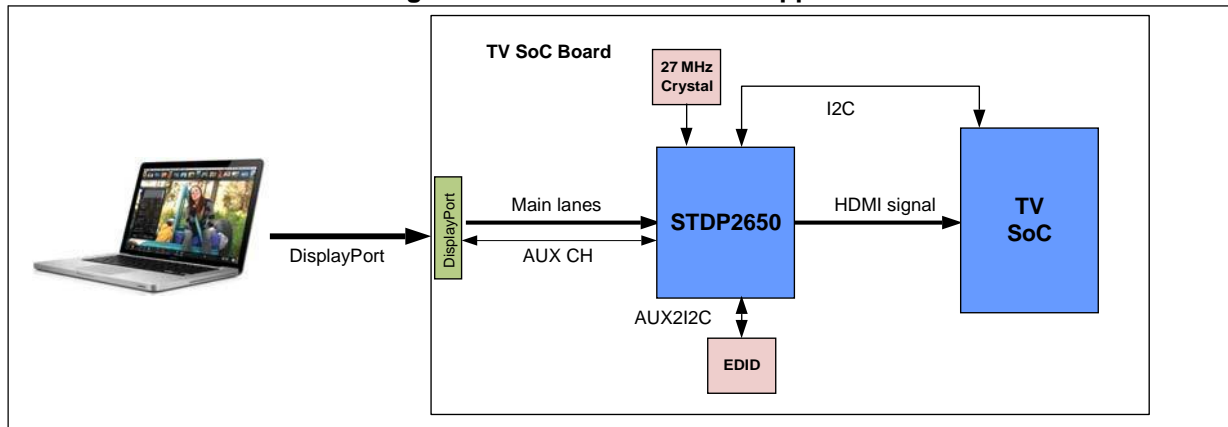 TV SoC Board
27 MHz
Crystal
I2C
DisplayPort
Main lanes
STDP2650
HDMI signal
TV
SoC
DisplayPort
AUX CH
AUX2I2C
EDID